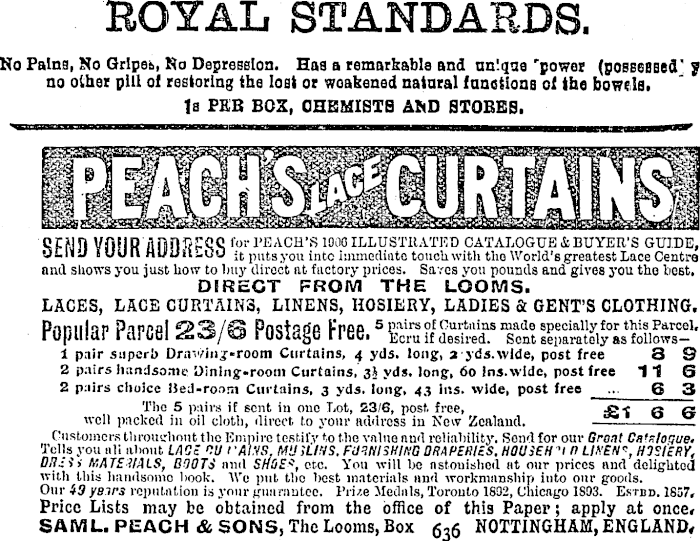 ROYAL STANDARDS.
No Pains, No Gripes, No Depression. Has a remarkable and unique power (possessed
no other pill of restoring the lost or weakened natural functions of the bowels.
1s PER BOX, CHEMISTS AND STORES.
PEACH'S LACE CURTAINS
SEND YOUR ADDRESS for PEACH'S 1906 ILLUSTRATED CATALOGUE & BUYER'S GUIDE,
it puts you into immediate touch with the World's greatest Lace Centre
and shows you just how to buy direct at factory prices. Saves you pounds and gives you the best.
DIRECT FROM THE LOOMS.
LACES, LACE CURTAINS, LINENS, HOSIERY, LADIES & GENT'S CLOTHING.
Popular Parcel 23/6 Postage Free. 5 pairs of Curtains made specially for this Parcel.
Ecru if desired. Sent separately as follows—
1 pair superb Drawing-room Curtains, 4 yds. long, 2 yds. wide, post free 8 9
2 pairs handsome Dining-room Curtains, 3½ yds. long, 60 ins. wide, post free 11 6
2 pairs choice Bed-room Curtains, 3 yds. long, 43 ins. wide, post free ... 6 3
The 5 pairs if sent in one Lot, 23/6, post free,
well packed in oil cloth, direct to your address in New Zealand. £1 6 6
Customers throughout the Empire testify to the value and reliability. Send for our Great Catalogue.
Tells you all about LACE CURTAINS, MUSLINS, FURNISHING DRAPERIES, HOUSEHOLD LINENS, HOSIERY,
DRESS MATERIALS, BOOTS and SHOES, etc. You will be astonished at our prices and delighted
with this handsome book. We put the best materials and workmanship into our goods.
Our 49 years reputation is your guarantee. Prize Medals, Toronto 1892, Chicago 1893. ESTBD. 1857.
Price Lists may be obtained from the office of this Paper; apply at once.
SAML. PEACH & SONS, The Looms, Box 636 NOTTINGHAM, ENGLAND.